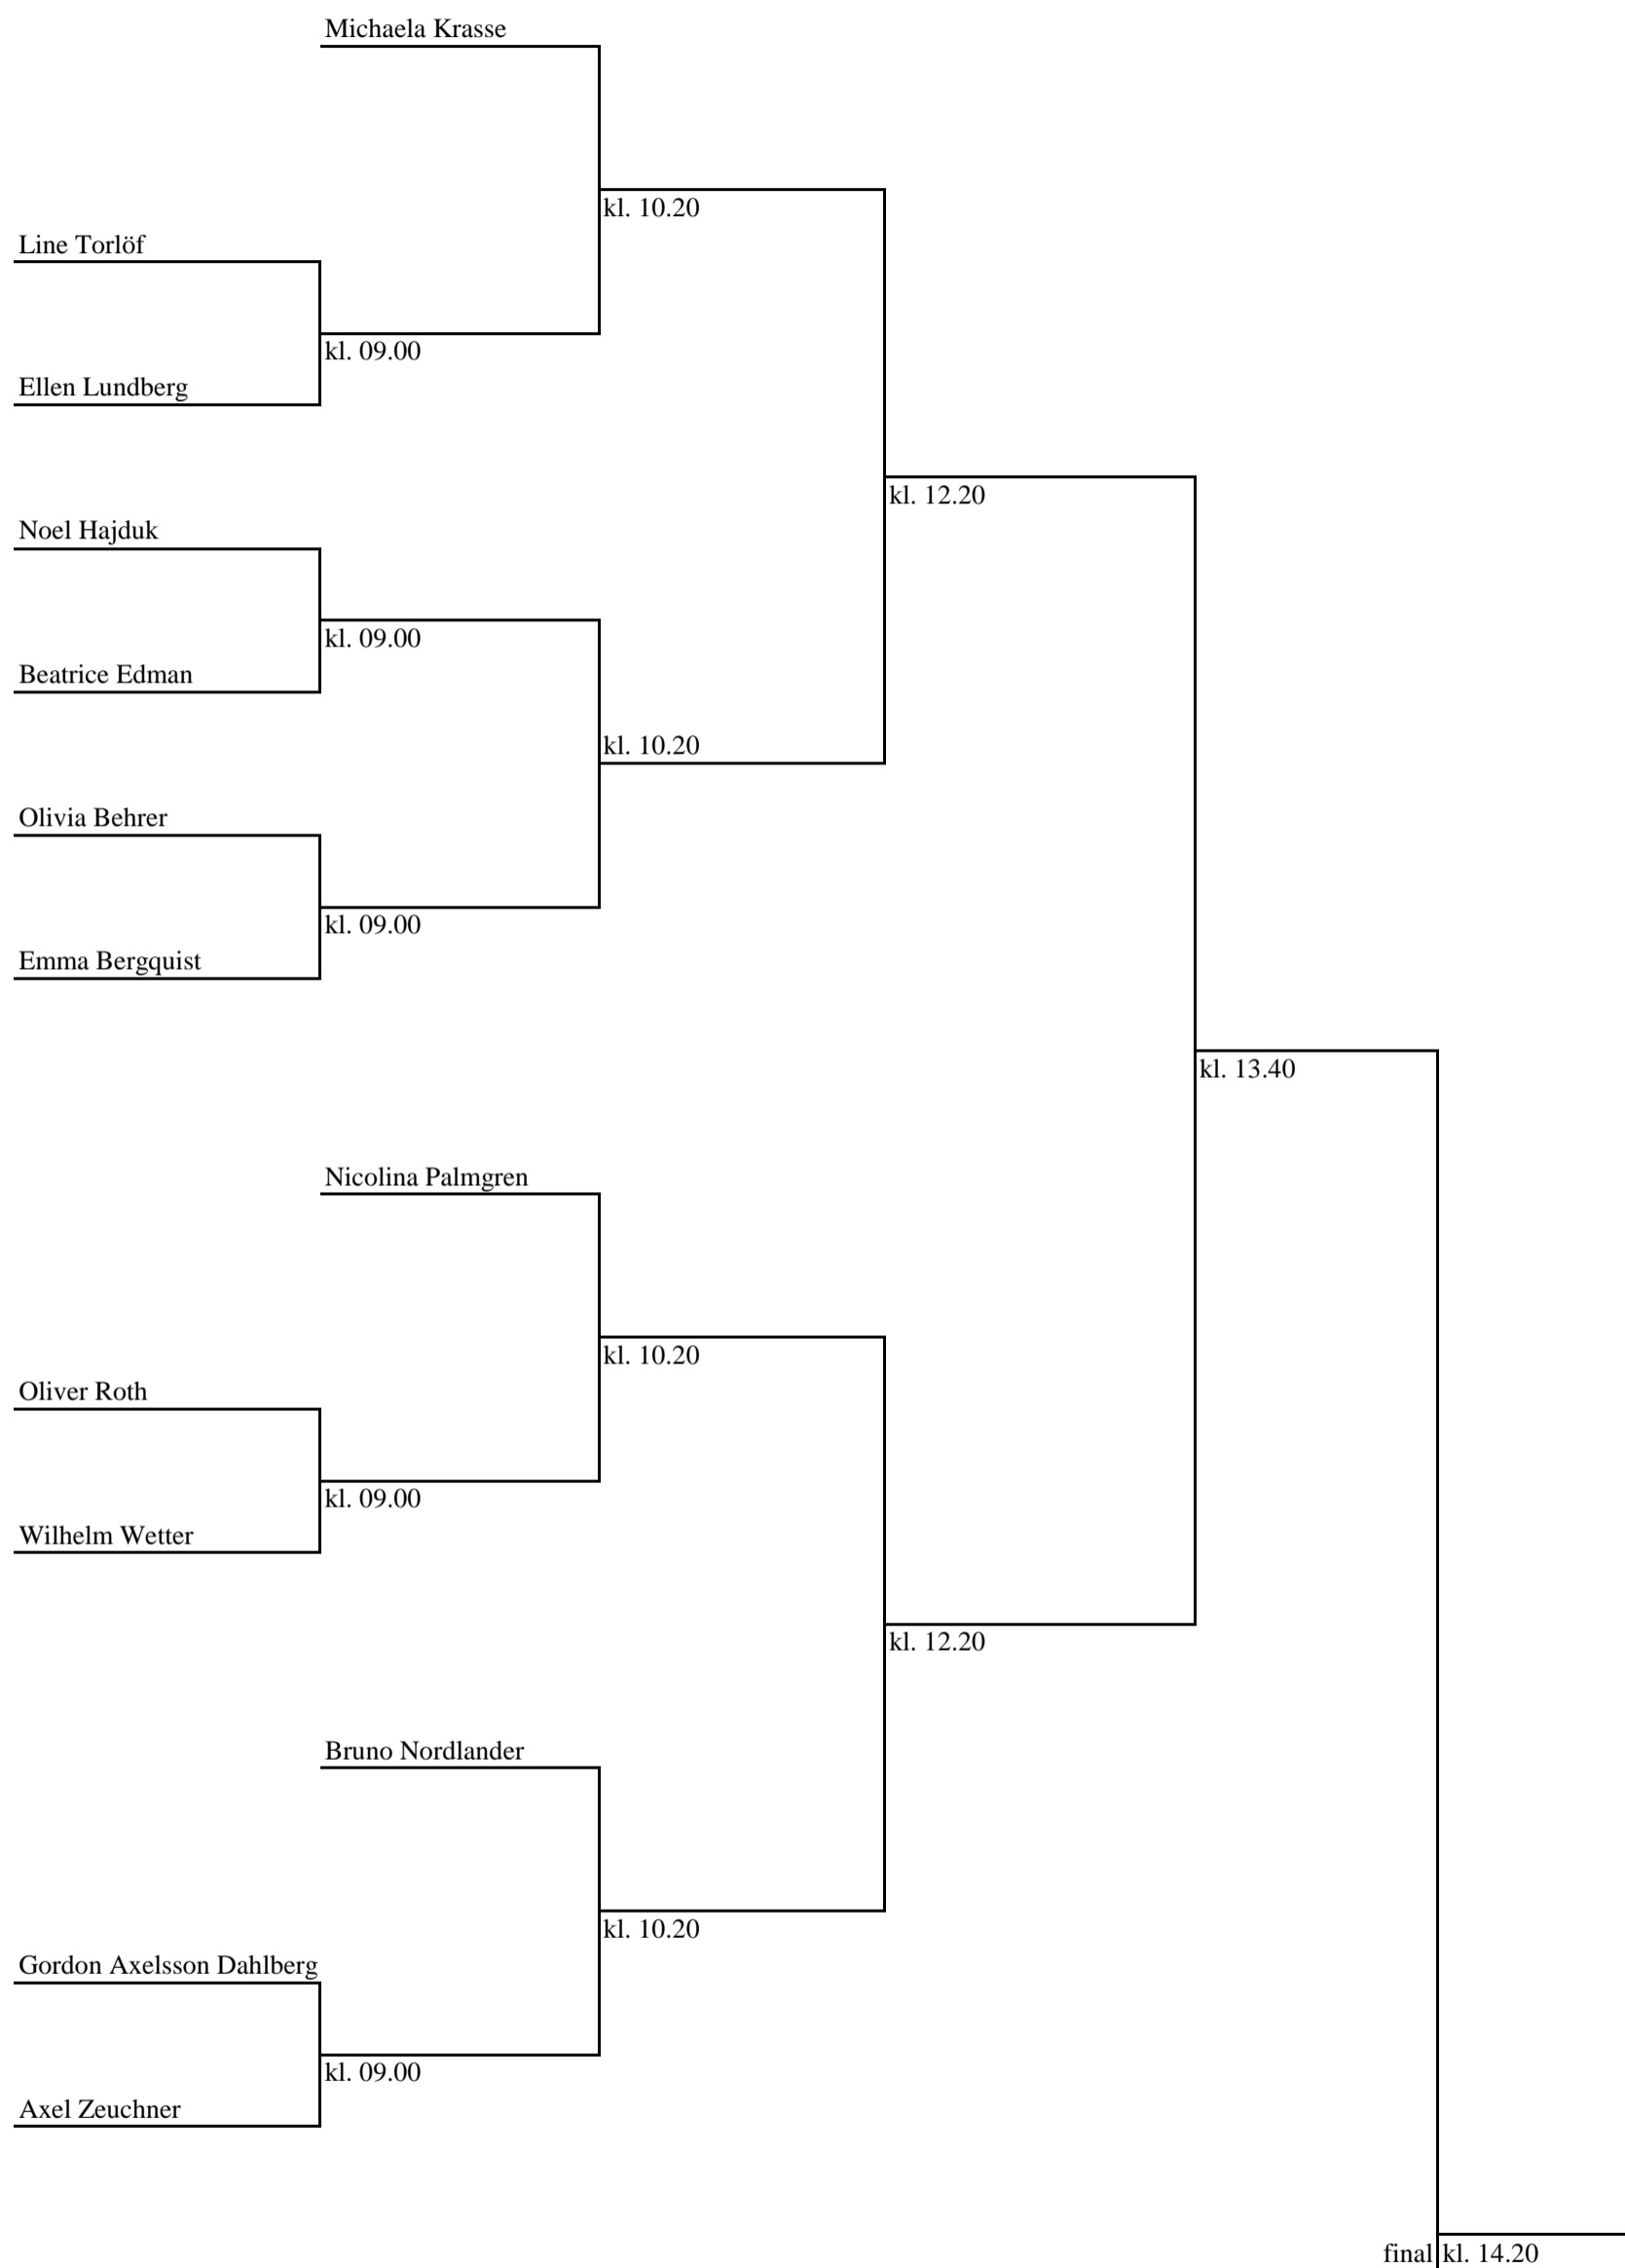 Michaela Krasse
kl. 10.20
Line Torlöf
kl. 09.00
Ellen Lundberg
kl. 12.20
Noel Hajduk
kl. 09.00
Beatrice Edman
kl. 10.20
Olivia Behrer
kl. 09.00
Emma Bergquist
kl. 13.40
Nicolina Palmgren
kl. 10.20
Oliver Roth
kl. 09.00
Wilhelm Wetter
kl. 12.20
Bruno Nordlander
kl. 10.20
Gordon Axelsson Dahlberg
kl. 09.00
Axel Zeuchner
final kl. 14.20